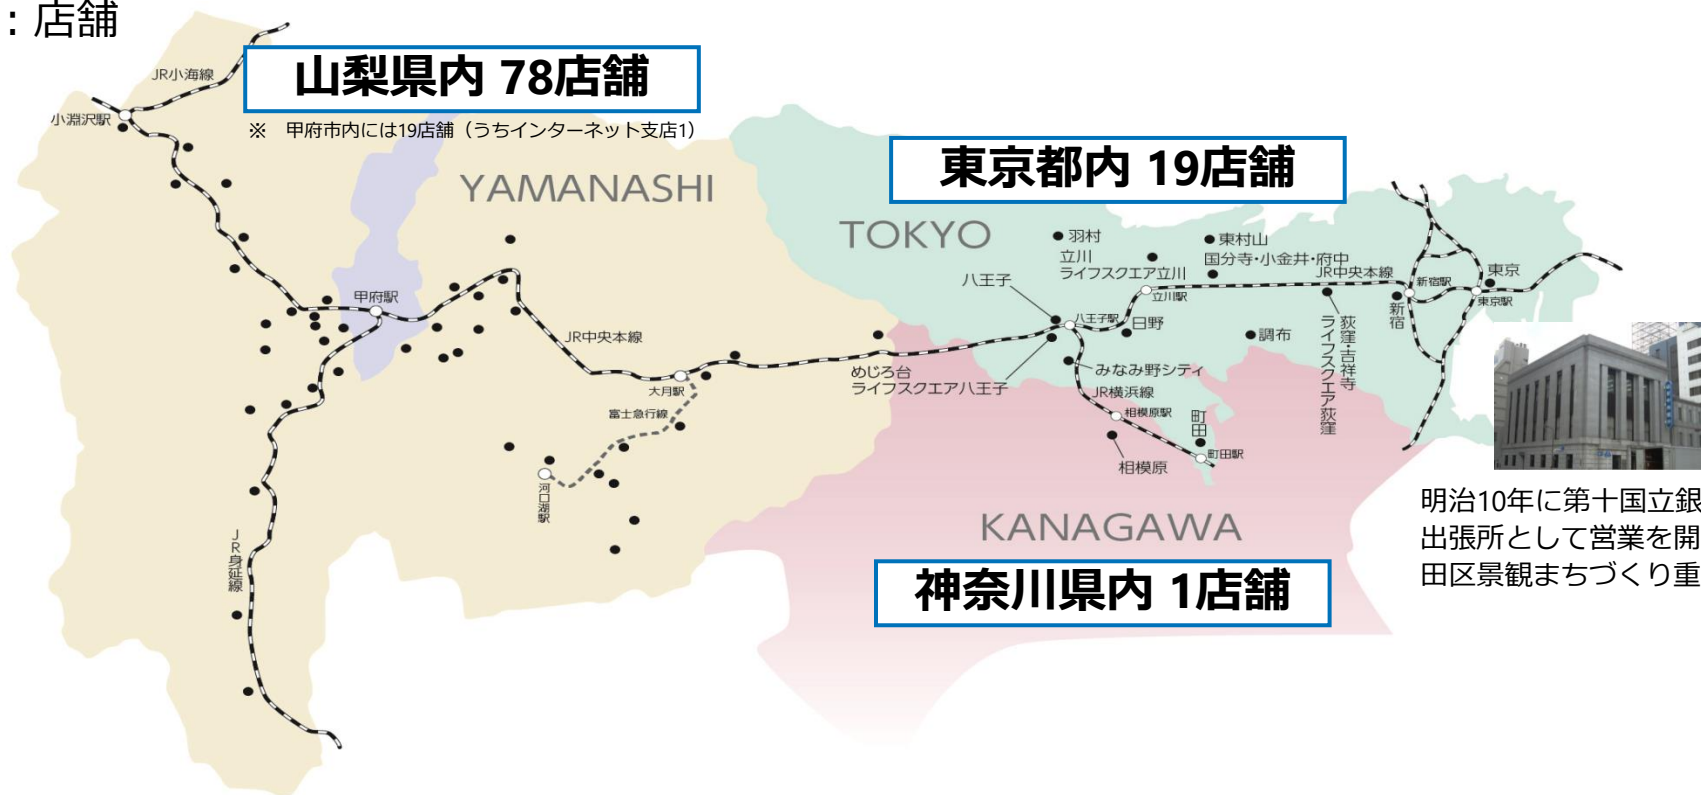 ：店舗
JR小海線
山梨県内 78店舗
小淵沢駅
※　甲府市内には19店舗（うちインターネット支店1）
東京都内 19店舗
YAMANASHI
TOKYO
羽村
東村山
立川
ライフスクエア立川
国分寺・小金井・府中
JR中央本線
八王子
新宿駅
東京
立川駅
東京駅
甲府駅
新宿
八王子駅
日野
荻窪・吉祥寺
ライフスクエア荻窪
調布
JR中央本線
めじろ台
ライフスクエア八王子
みなみ野シティ
大月駅
JR横浜線
富士急行線
相模原駅
町田
町田駅
相模原
河口湖駅
明治10年に第十国立銀
出張所として営業を開
田区景観まちづくり重
KANAGAWA
JR身延線
神奈川県内 1店舗